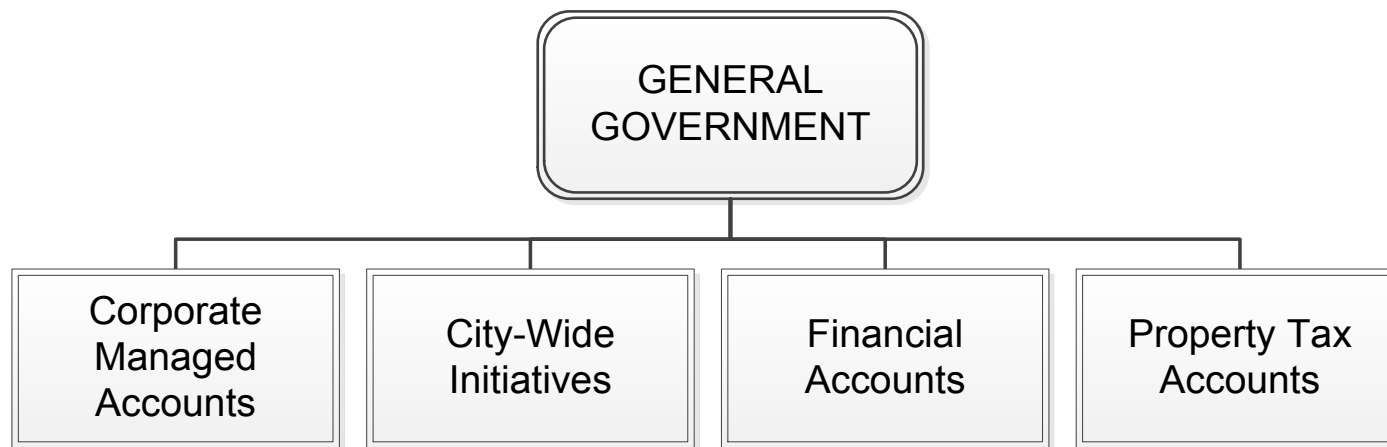 GENERAL
GOVERNMENT
Corporate
Managed
Accounts
City-Wide
Initiatives
Financial
Accounts
Property Tax
Accounts